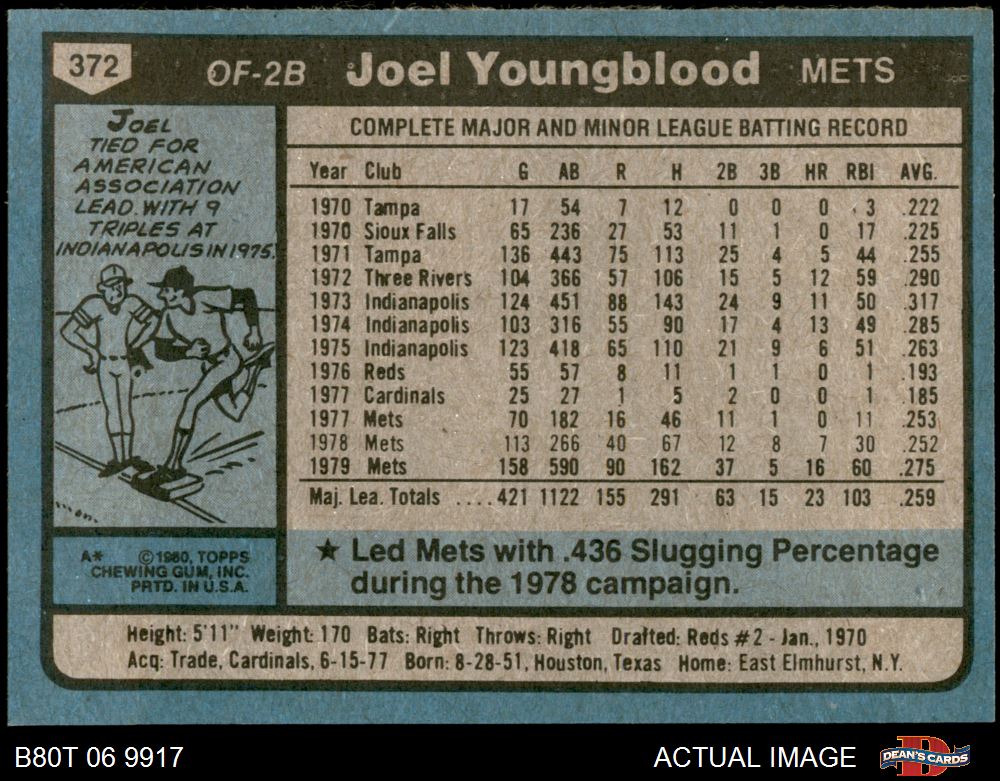 372 OF-2B Joel Youngblood METS
JOEL
TIED FOR
AMERICAN
ASSOCIATION
LEAD WITH 9
TRIPLES AT
INDIANAPOLIS IN 1975.
COMPLETE MAJOR AND MINOR LEAGUE BATTING RECORD
Year Club G AB R H 2B 3B HR RBI AVG.
1970 Tampa 17 54 7 12 0 0 0 3 .222
1970 Sioux Falls 65 236 27 53 11 1 0 17 .225
1971 Tampa 136 443 75 113 25 4 5 44 .255
1972 Three Rivers 104 366 57 106 15 5 12 59 .290
1973 Indianapolis 124 451 88 143 24 9 11 50 .317
1974 Indianapolis 103 316 55 90 17 4 13 49 .285
1975 Indianapolis 123 418 65 110 21 9 6 51 .263
1976 Reds 55 57 8 11 1 1 0 1 .193
1977 Cardinals 25 27 1 5 2 0 0 1 .185
1977 Mets 70 182 16 46 11 1 0 11 .253
1978 Mets 113 266 40 67 12 8 7 30 .252
1979 Mets 158 590 90 162 37 5 16 60 .275
Maj. Lea. Totals ....421 1122 155 291 63 15 23 103 .259
★ Led Mets with .436 Slugging Percentage
during the 1978 campaign.
A* ©1980, TOPPS
CHEWING GUM, INC.
PRTD. IN U.S.A.
Height: 5'11" Weight: 170 Bats: Right Throws: Right Drafted: Reds #2 - Jan., 1970
Acq: Trade, Cardinals, 6-15-77 Born: 8-28-51, Houston, Texas Home: East Elmhurst, N.Y.
B80T 06 9917 ACTUAL IMAGE DEAN'S CARDS